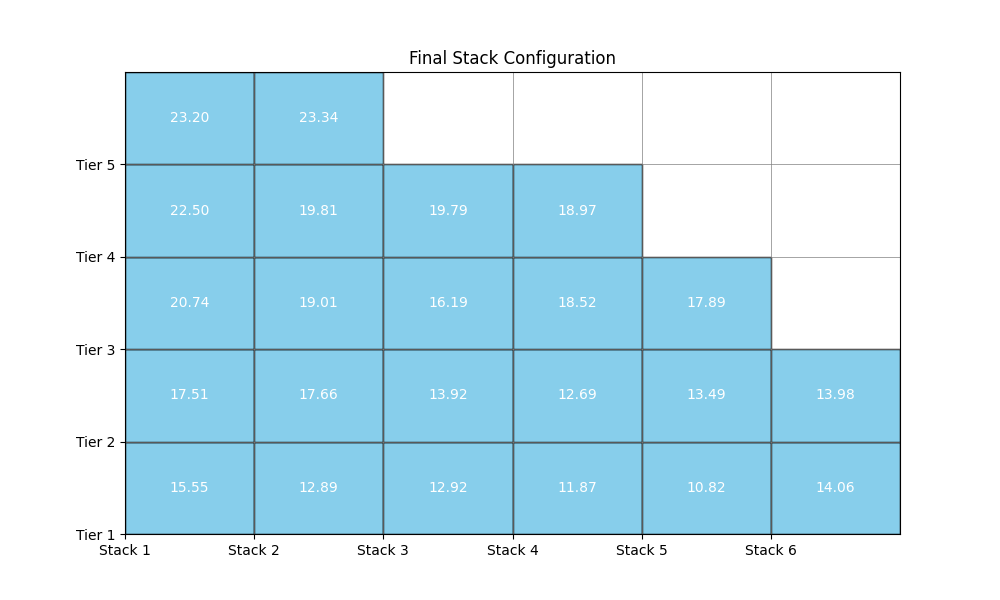 Final Stack Configuration
23.20 23.34
Tier 5
22.50 19.81 19.79 18.97
Tier 4
20.74 19.01 16.19 18.52 17.89
Tier 3
17.51 17.66 13.92 12.69 13.49 13.98
Tier 2
15.55 12.89 12.92 11.87 10.82 14.06
Tier 1
Stack 1 Stack 2 Stack 3 Stack 4 Stack 5 Stack 6